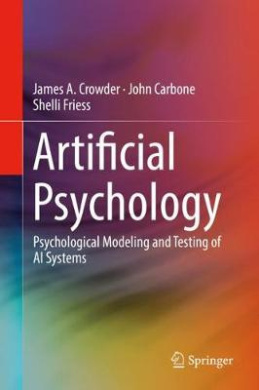 James A. Crowder · John Carbone
Shelli Friess
Artificial
Psychology
Psychological Modeling and Testing of
AI Systems
Springer